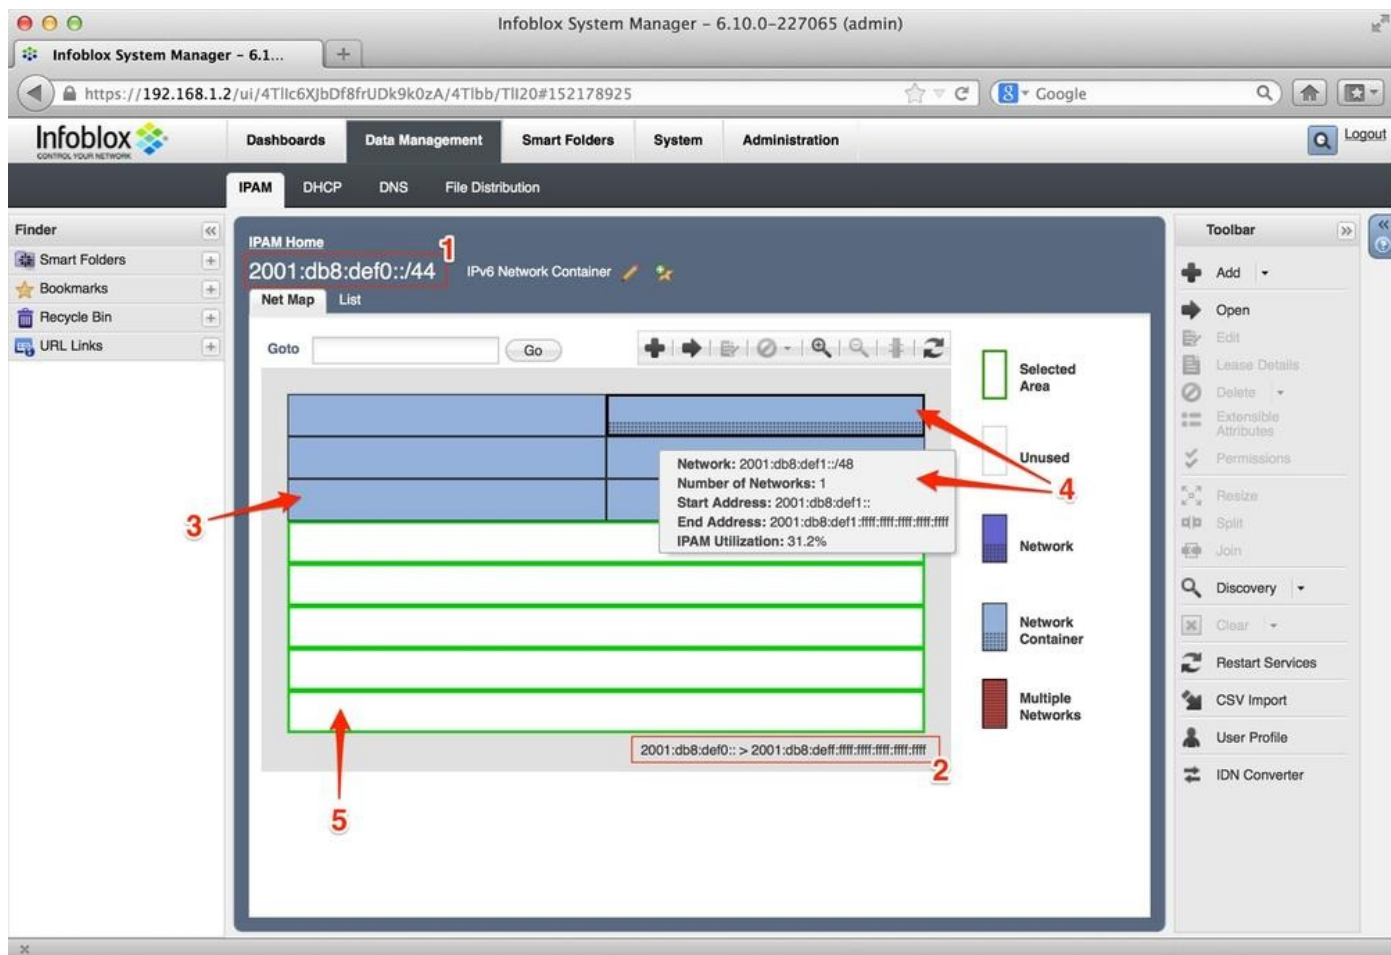 Infoblox System Manager – 6.10.0-227065 (admin)
Infoblox System Manager – 6.1...
https://192.168.1.2/ui/4TlIc6XJbDf8frUDk9k0zA/4Tlbb/TlI20#152178925
Google
Infoblox
CONTROL YOUR NETWORK
Dashboards
Data Management
Smart Folders
System
Administration
Logout
IPAM
DHCP
DNS
File Distribution
Finder
Smart Folders
Bookmarks
Recycle Bin
URL Links
IPAM Home
1
2001:db8:def0::/44
IPv6 Network Container
Net Map
List
Goto
Go
Network: 2001:db8:def1::/48
Number of Networks: 1
Start Address: 2001:db8:def1::
End Address: 2001:db8:def1:ffff:ffff:ffff:ffff:ffff
IPAM Utilization: 31.2%
3
4
5
2001:db8:def0:: > 2001:db8:deff:ffff:ffff:ffff:ffff:ffff
2
Selected
Area
Unused
Network
Network
Container
Multiple
Networks
Toolbar
Add
Open
Edit
Lease Details
Delete
Extensible
Attributes
Permissions
Resize
Split
Join
Discovery
Clear
Restart Services
CSV Import
User Profile
IDN Converter